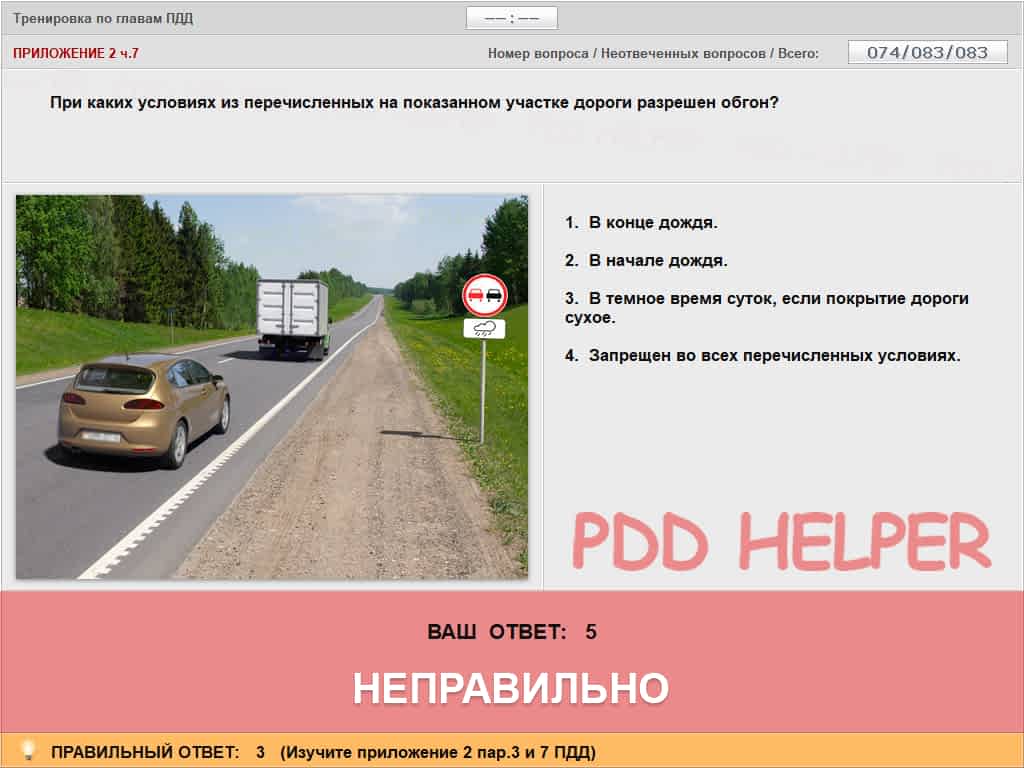 Тренировка по главам ПДД
—— : ——
ПРИЛОЖЕНИЕ 2 ч.7
Номер вопроса / Неотвеченных вопросов / Всего: 074/083/083
При каких условиях из перечисленных на показанном участке дороги разрешен обгон?
1. В конце дождя.
2. В начале дождя.
3. В темное время суток, если покрытие дороги
сухое.
4. Запрещен во всех перечисленных условиях.
PDD HELPER
ВАШ ОТВЕТ: 5
НЕПРАВИЛЬНО
ПРАВИЛЬНЫЙ ОТВЕТ: 3 (Изучите приложение 2 пар.3 и 7 ПДД)